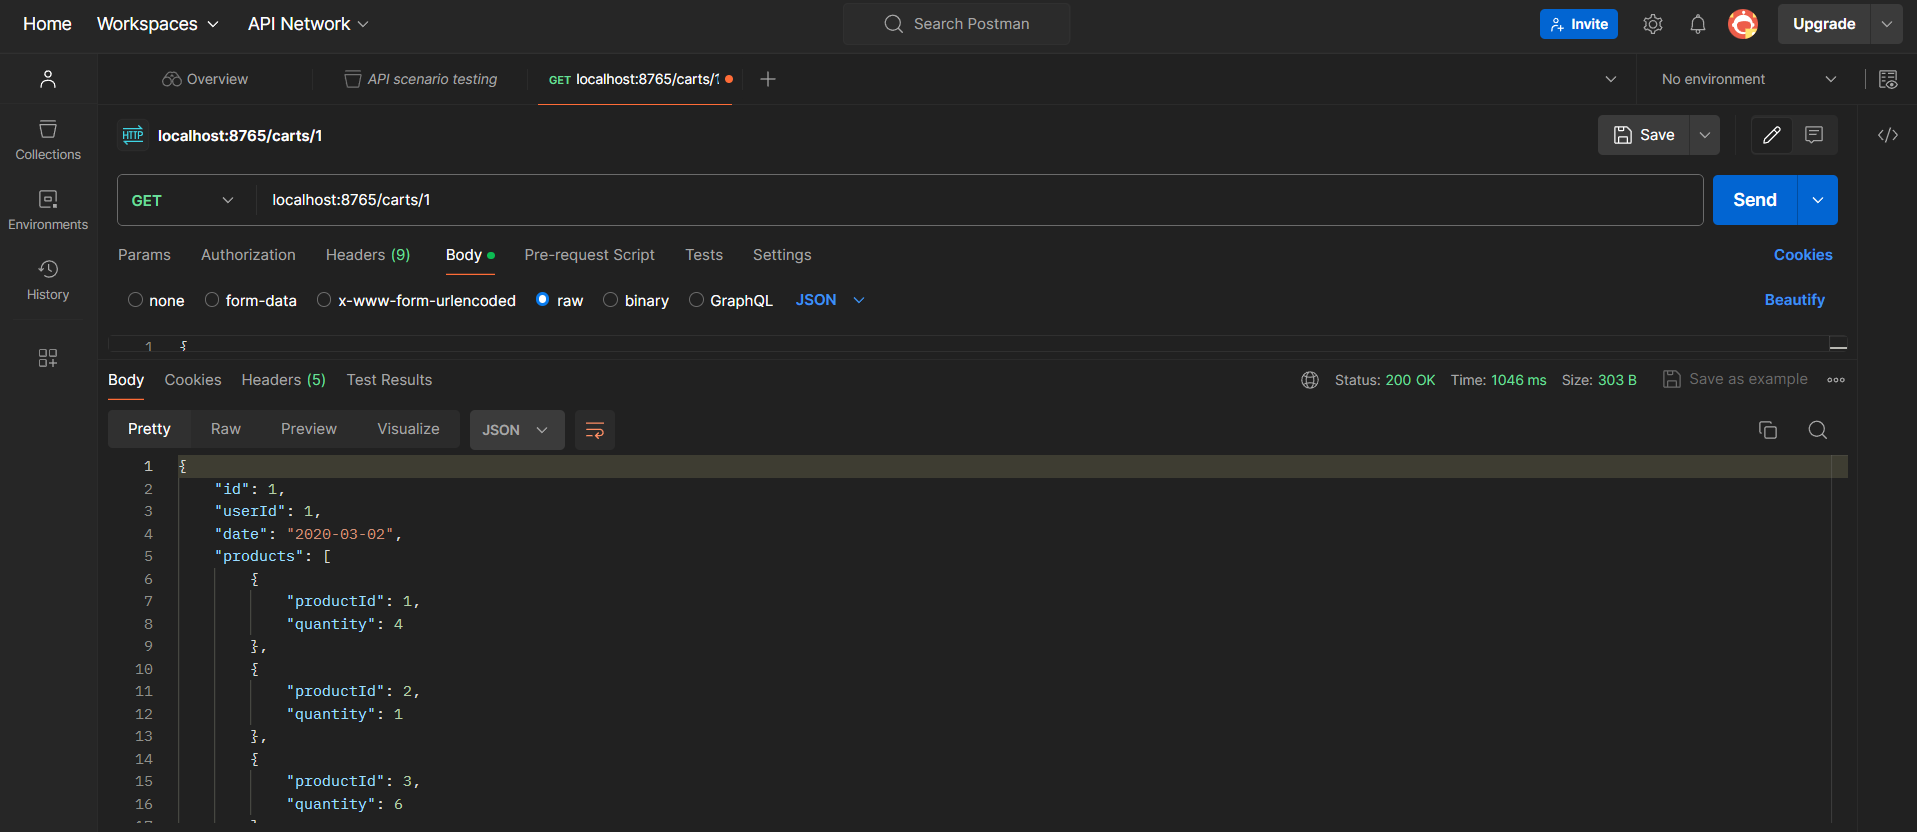 Home Workspaces API Network Search Postman Invite Upgrade
Overview API scenario testing GET localhost:8765/carts/1 No environment
HTTP localhost:8765/carts/1 Save
Collections
GET localhost:8765/carts/1 Send
Environments
Params Authorization Headers (9) Body Pre-request Script Tests Settings Cookies
History
none form-data x-www-form-urlencoded raw binary GraphQL JSON Beautify
1 {
Body Cookies Headers (5) Test Results Status: 200 OK Time: 1046 ms Size: 303 B Save as example
Pretty Raw Preview Visualize JSON
1 {
2 "id": 1,
3 "userId": 1,
4 "date": "2020-03-02",
5 "products": [
6 {
7 "productId": 1,
8 "quantity": 4
9 },
10 {
11 "productId": 2,
12 "quantity": 1
13 },
14 {
15 "productId": 3,
16 "quantity": 6